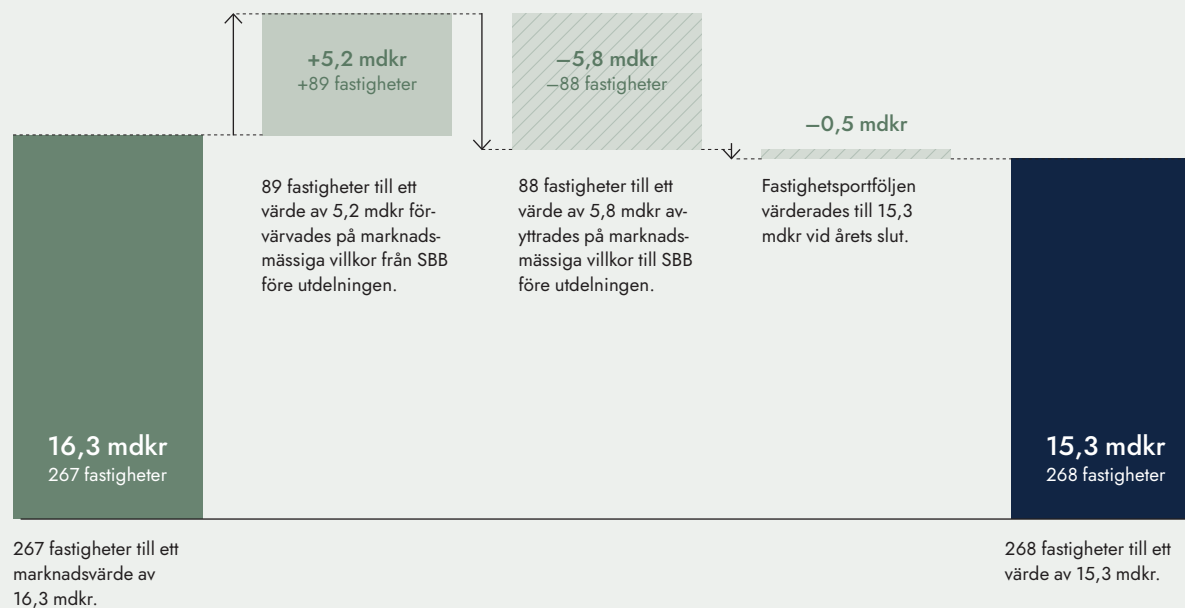 +5,2 mdkr
+89 fastigheter
–5,8 mdkr
–88 fastigheter
–0,5 mdkr
89 fastigheter till ett
värde av 5,2 mdkr för-
värvades på marknads-
mässiga villkor från SBB
före utdelningen.
88 fastigheter till ett
värde av 5,8 mdkr av-
yttrades på marknads-
mässiga villkor till SBB
före utdelningen.
Fastighetsportföljen
värderades till 15,3
mdkr vid årets slut.
16,3 mdkr
267 fastigheter
15,3 mdkr
268 fastigheter
267 fastigheter till ett
marknadsvärde av
16,3 mdkr.
268 fastigheter till ett
värde av 15,3 mdkr.